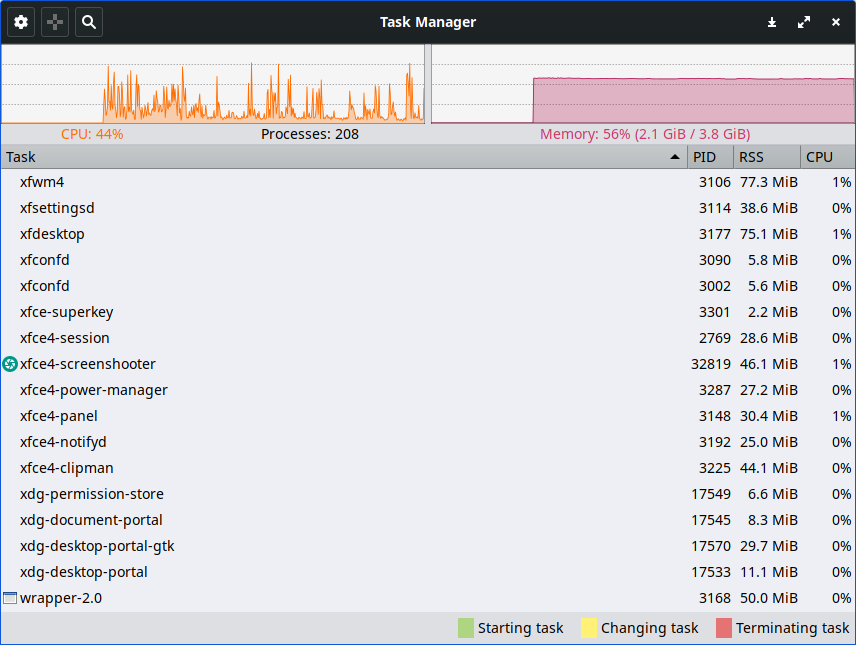 Task Manager
CPU: 44% Processes: 208 Memory: 56% (2.1 GiB / 3.8 GiB)
Task PID RSS CPU
xfwm4 3106 77.3 MiB 1%
xfsettingsd 3114 38.6 MiB 0%
xfdesktop 3177 75.1 MiB 1%
xfconfd 3090 5.8 MiB 0%
xfconfd 3002 5.6 MiB 0%
xfce-superkey 3301 2.2 MiB 0%
xfce4-session 2769 28.6 MiB 0%
xfce4-screenshooter 32819 46.1 MiB 1%
xfce4-power-manager 3287 27.2 MiB 0%
xfce4-panel 3148 30.4 MiB 1%
xfce4-notifyd 3192 25.0 MiB 0%
xfce4-clipman 3225 44.1 MiB 0%
xdg-permission-store 17549 6.6 MiB 0%
xdg-document-portal 17545 8.3 MiB 0%
xdg-desktop-portal-gtk 17570 29.7 MiB 0%
xdg-desktop-portal 17533 11.1 MiB 0%
wrapper-2.0 3168 50.0 MiB 0%
Starting task Changing task Terminating task